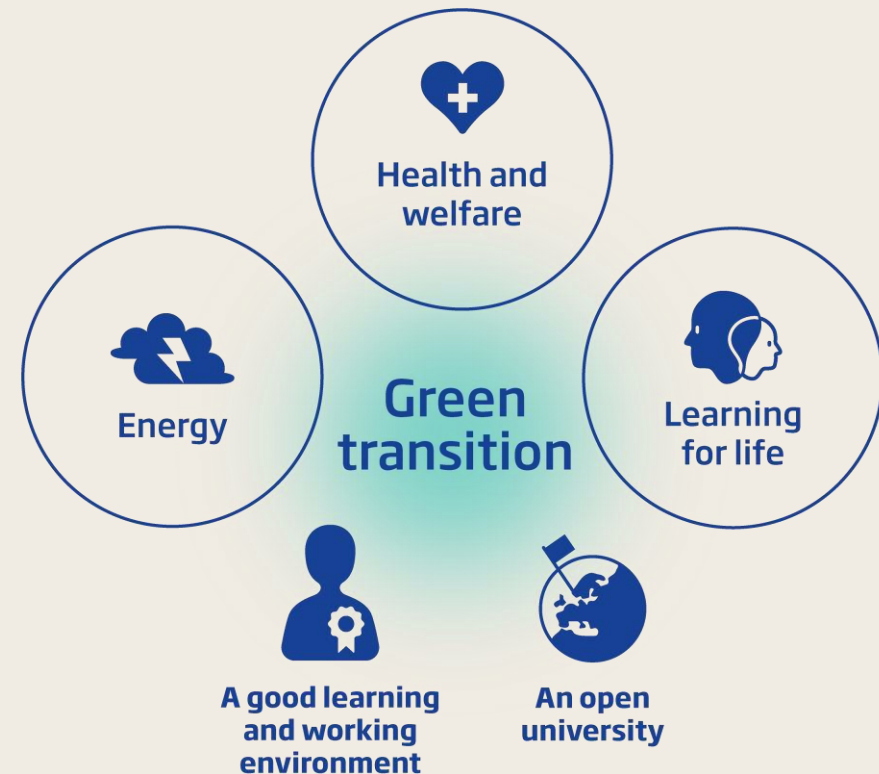 Health and
welfare
Energy
Green
transition
Learning
for life
A good learning
and working
environment
An open
university